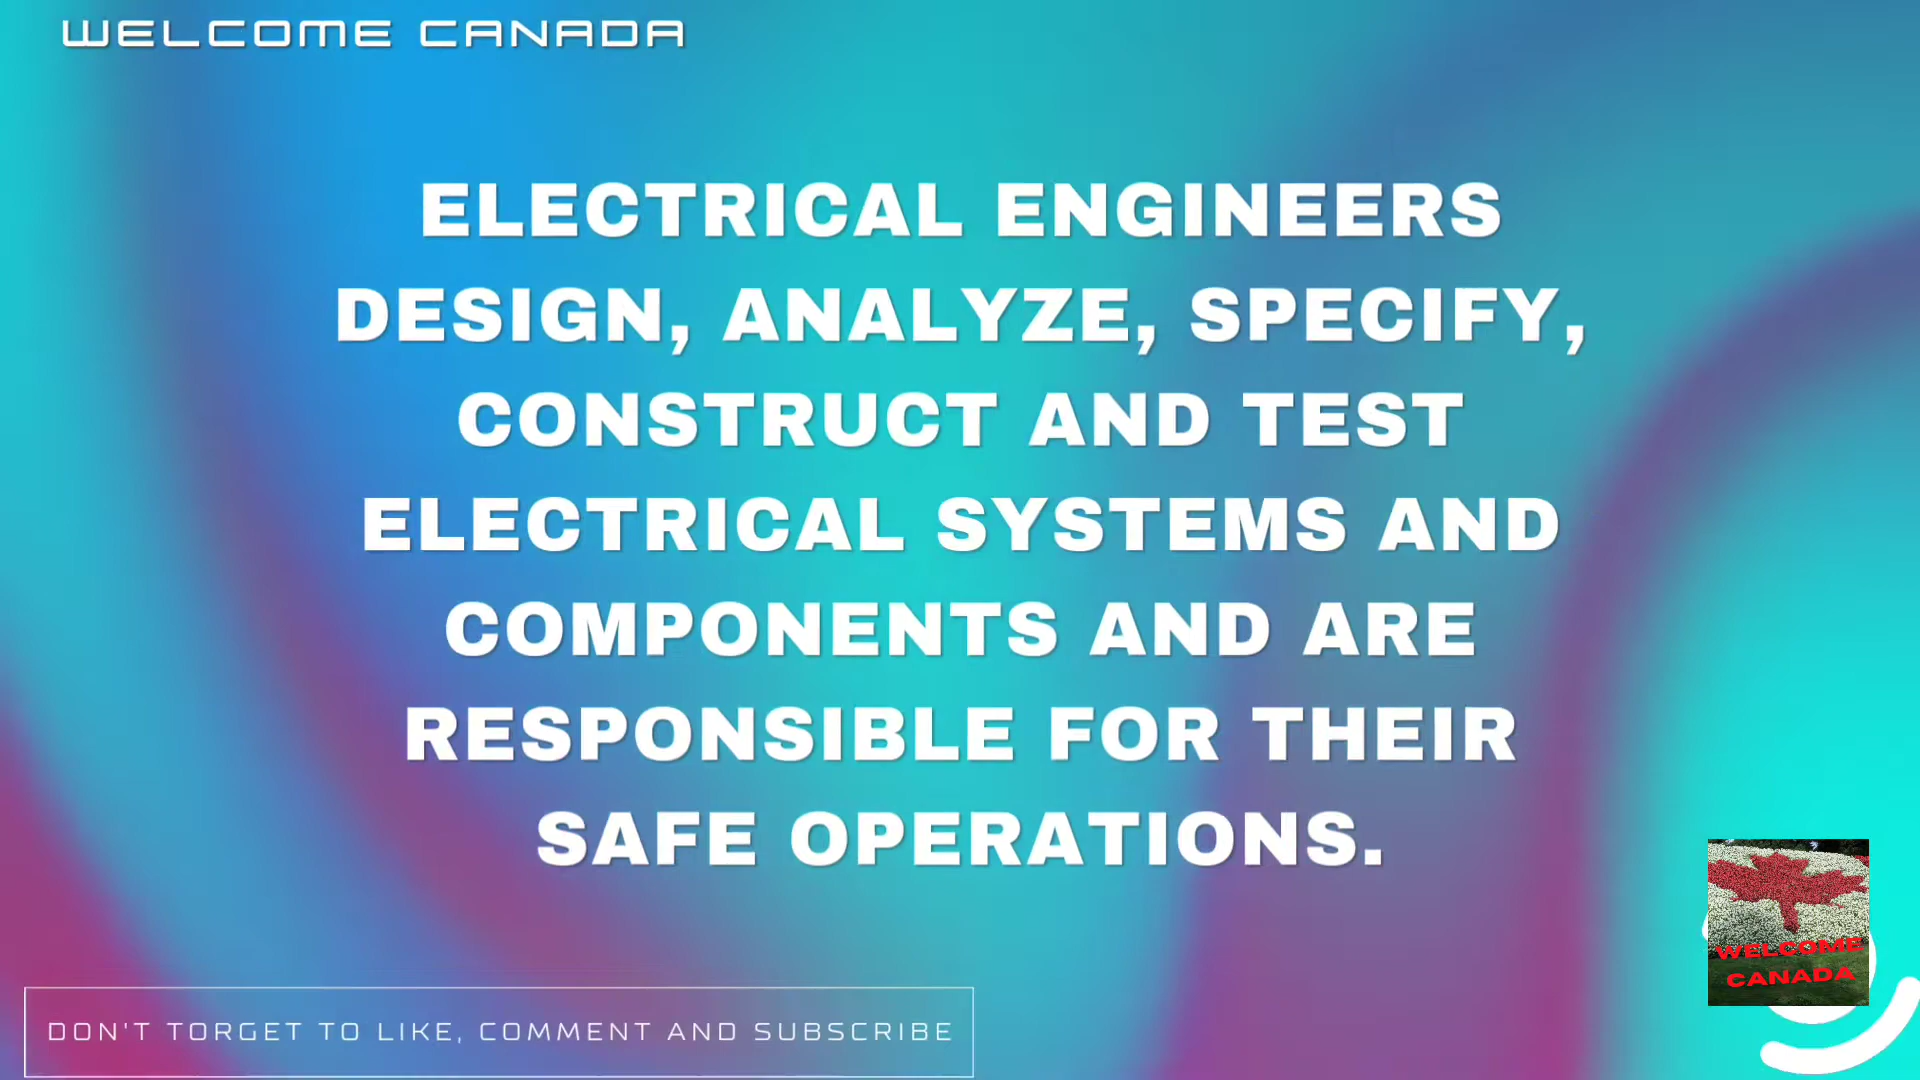 WELCOME CANADA
ELECTRICAL ENGINEERS
DESIGN, ANALYZE, SPECIFY,
CONSTRUCT AND TEST
ELECTRICAL SYSTEMS AND
COMPONENTS AND ARE
RESPONSIBLE FOR THEIR
SAFE OPERATIONS.
WELCOME
CANADA
DON'T TORGET TO LIKE, COMMENT AND SUBSCRIBE